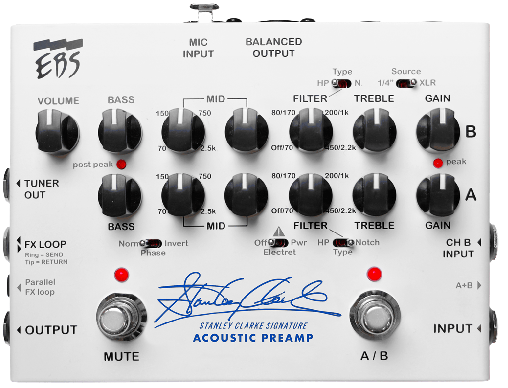 MIC
INPUT
BALANCED
OUTPUT
EBS
Type
HP N
Source
1/4" XLR
VOLUME
BASS
MID
FILTER
TREBLE
GAIN
150 750
70 2.5k
80/170 200/1k
Off/70 450/2.2k
B
post peak
peak
150 750
70 2.5k
80/170 200/1k
Off/70 450/2.2k
A
BASS
MID
FILTER
TREBLE
GAIN
TUNER
OUT
FX LOOP
Ring = SEND
Tip = RETURN
Norm Invert
Phase
Off Pwr
Electret
HP Notch
Type
CH B
INPUT
Parallel
FX loop
A+B
Stanley Clarke
STANLEY CLARKE SIGNATURE
ACOUSTIC PREAMP
OUTPUT
MUTE
A / B
INPUT